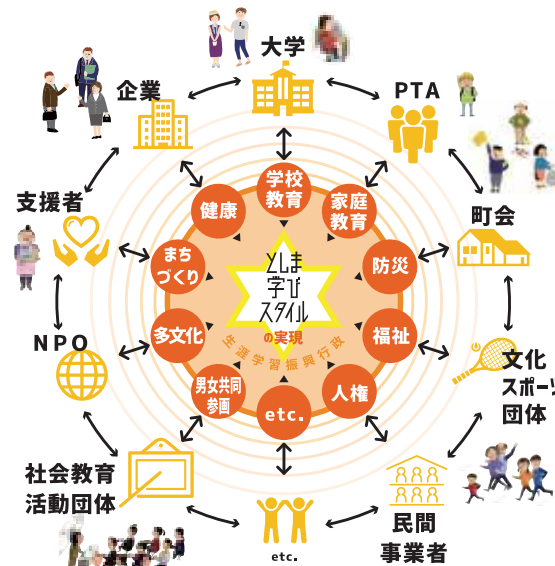 大学
企業
PTA
支援者
町会
NPO
文化
スポーツ
団体
社会教育
活動団体
民間
事業者
etc.
学校
教育
家庭
教育
防災
福祉
人権
etc.
男女共同
参画
多文化
まち
づくり
健康
としま
学び
スタイル
の実現
生涯学習振興行政